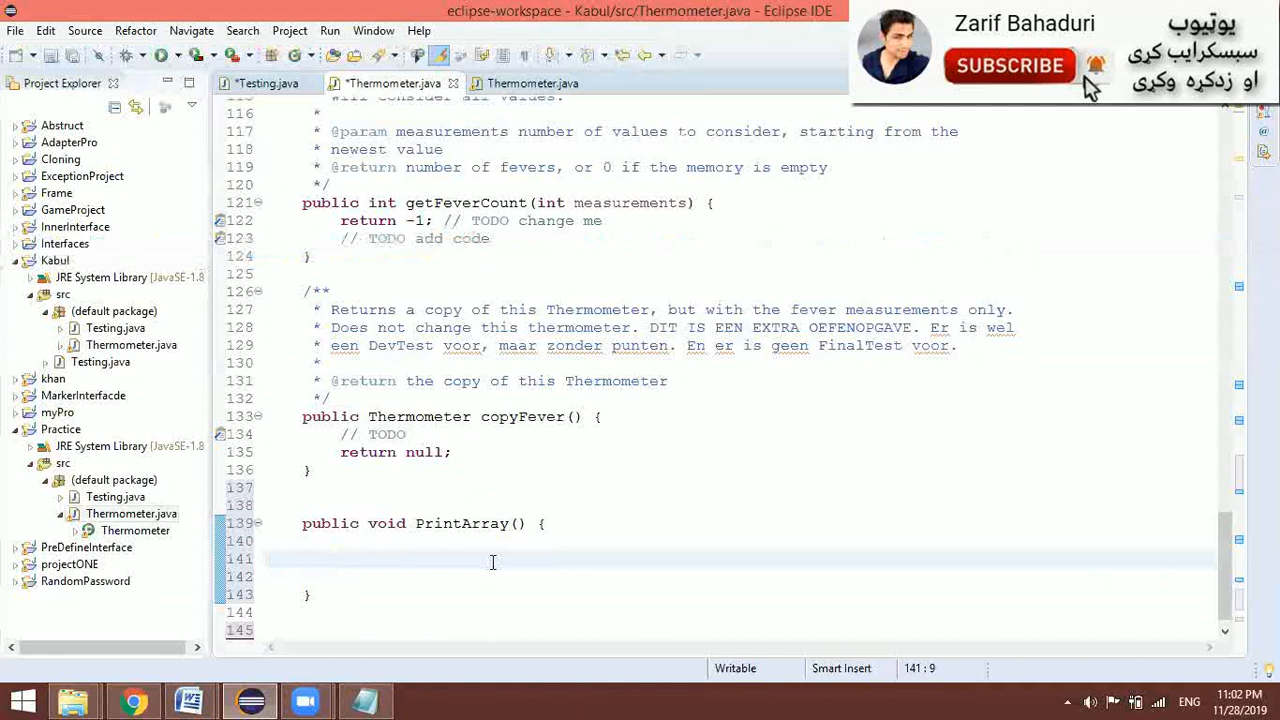 eclipse-workspace - Kabul/src/Thermometer.java - Eclipse IDE
File Edit Source Refactor Navigate Search Project Run Window Help
Zarif Bahaduri
SUBSCRIBE
یوټیوب
سبسکرایب کړی
او زدکړه وکړی
Project Explorer
*Testing.java
*Thermometer.java
Thermometer.java
Abstruct
AdapterPro
Cloning
ExceptionProject
Frame
GameProject
InnerInterface
Interfaces
Kabul
JRE System Library (JavaSE-1.8
src
(default package)
Testing.java
Thermometer.java
Testing.java
khan
MarkerInterfacde
myPro
Practice
JRE System Library (JavaSE-1.8
src
(default package)
Testing.java
Thermometer.java
Thermometer
PreDefineInterface
projectONE
RandomPassword
115 * will consider all values.
116 *
117 * @param measurements number of values to consider, starting from the
118 * newest value
119 * @return number of fevers, or 0 if the memory is empty
120 */
121 public int getFeverCount(int measurements) {
122 return -1; // TODO change me
123 // TODO add code
124 }
125
126 /**
127 * Returns a copy of this Thermometer, but with the fever measurements only.
128 * Does not change this thermometer. DIT IS EEN EXTRA OEFENOPGAVE. Er is wel
129 * een DevTest voor, maar zonder punten. En er is geen FinalTest voor.
130 *
131 * @return the copy of this Thermometer
132 */
133 public Thermometer copyFever() {
134 // TODO
135 return null;
136 }
137
138
139 public void PrintArray() {
140
141
142
143 }
144
145
Writable Smart Insert 141 : 9
ENG
11:02 PM
11/28/2019